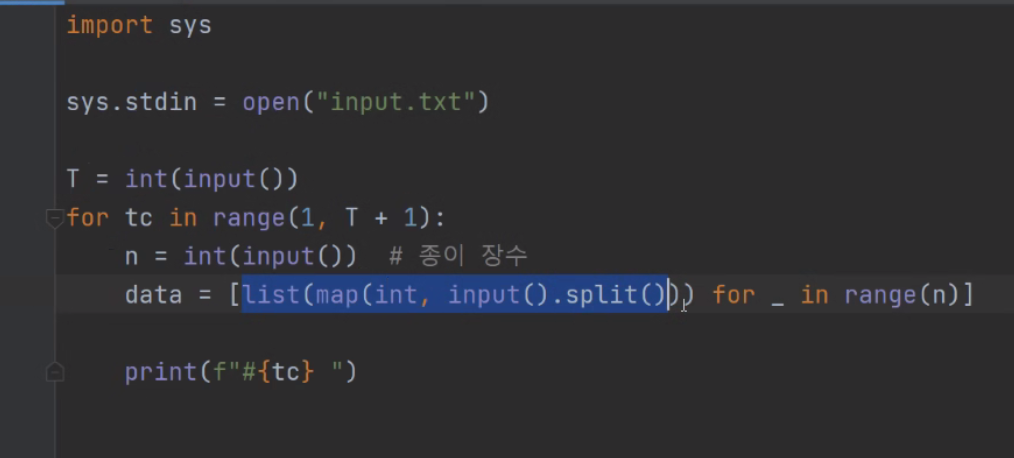 import sys
sys.stdin = open("input.txt")
T = int(input())
for tc in range(1, T + 1):
    n = int(input())  # 종이 장수
    data = [list(map(int, input().split())) for _ in range(n)]
    print(f"#{tc} ")